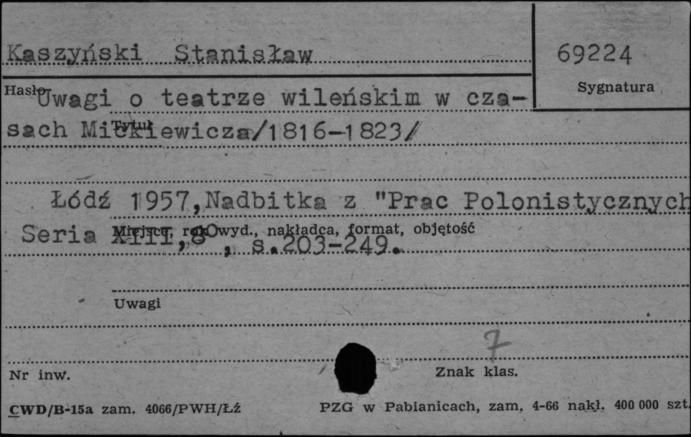 Kaszyński Stanisław
69224
Sygnatura
Hasło
Uwagi o teatrze wileńskim w cza-
sach Mickiewicza/1816-1823/
Tytuł
Łódź 1957, Nadbitka z "Prac Polonistycznych
Seria XIII, 8°, s.203-249.
Miejsce, rok wyd., nakładca, format, objętość
Uwagi
7
Nr inw.
Znak klas.
CWD/B-15a zam. 4066/PWH/Łź
PZG w Pabianicach, zam, 4-66 nakł. 400 000 szt.